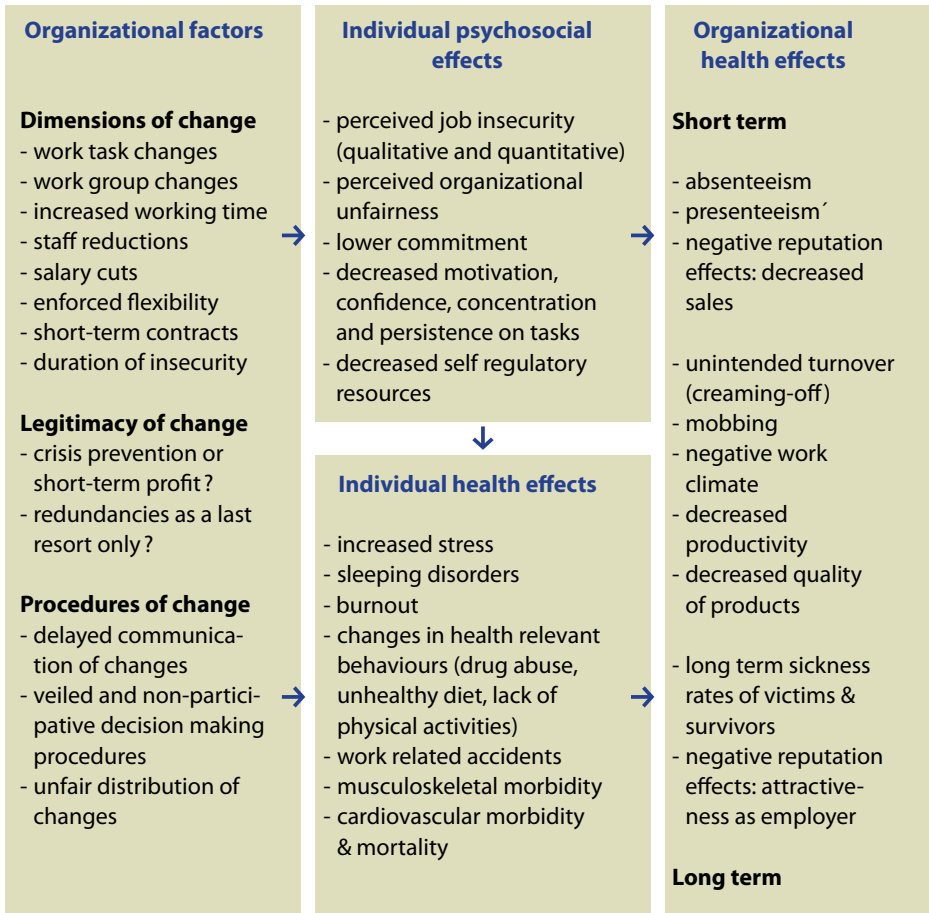 Organizational factors
Dimensions of change
- work task changes
- work group changes
- increased working time
- staff reductions
- salary cuts
- enforced flexibility
- short-term contracts
- duration of insecurity
Legitimacy of change
- crisis prevention or
short-term profit?
- redundancies as a last
resort only?
Procedures of change
- delayed communica-
tion of changes
- veiled and non-partici-
pative decision making
procedures
- unfair distribution of
changes
→
→
Individual psychosocial
effects
- perceived job insecurity
(qualitative and quantitative)
- perceived organizational
unfairness
- lower commitment
- decreased motivation,
confidence, concentration
and persistence on tasks
- decreased self regulatory
resources
↓
Individual health effects
- increased stress
- sleeping disorders
- burnout
- changes in health relevant
behaviours (drug abuse,
unhealthy diet, lack of
physical activities)
- work related accidents
- musculoskeletal morbidity
- cardiovascular morbidity
& mortality
→
→
Organizational
health effects
Short term
- absenteeism
- presenteeism´
- negative reputation
effects: decreased
sales
- unintended turnover
(creaming-off)
- mobbing
- negative work
climate
- decreased
productivity
- decreased quality
of products
- long term sickness
rates of victims &
survivors
- negative reputation
effects: attractive-
ness as employer
Long term